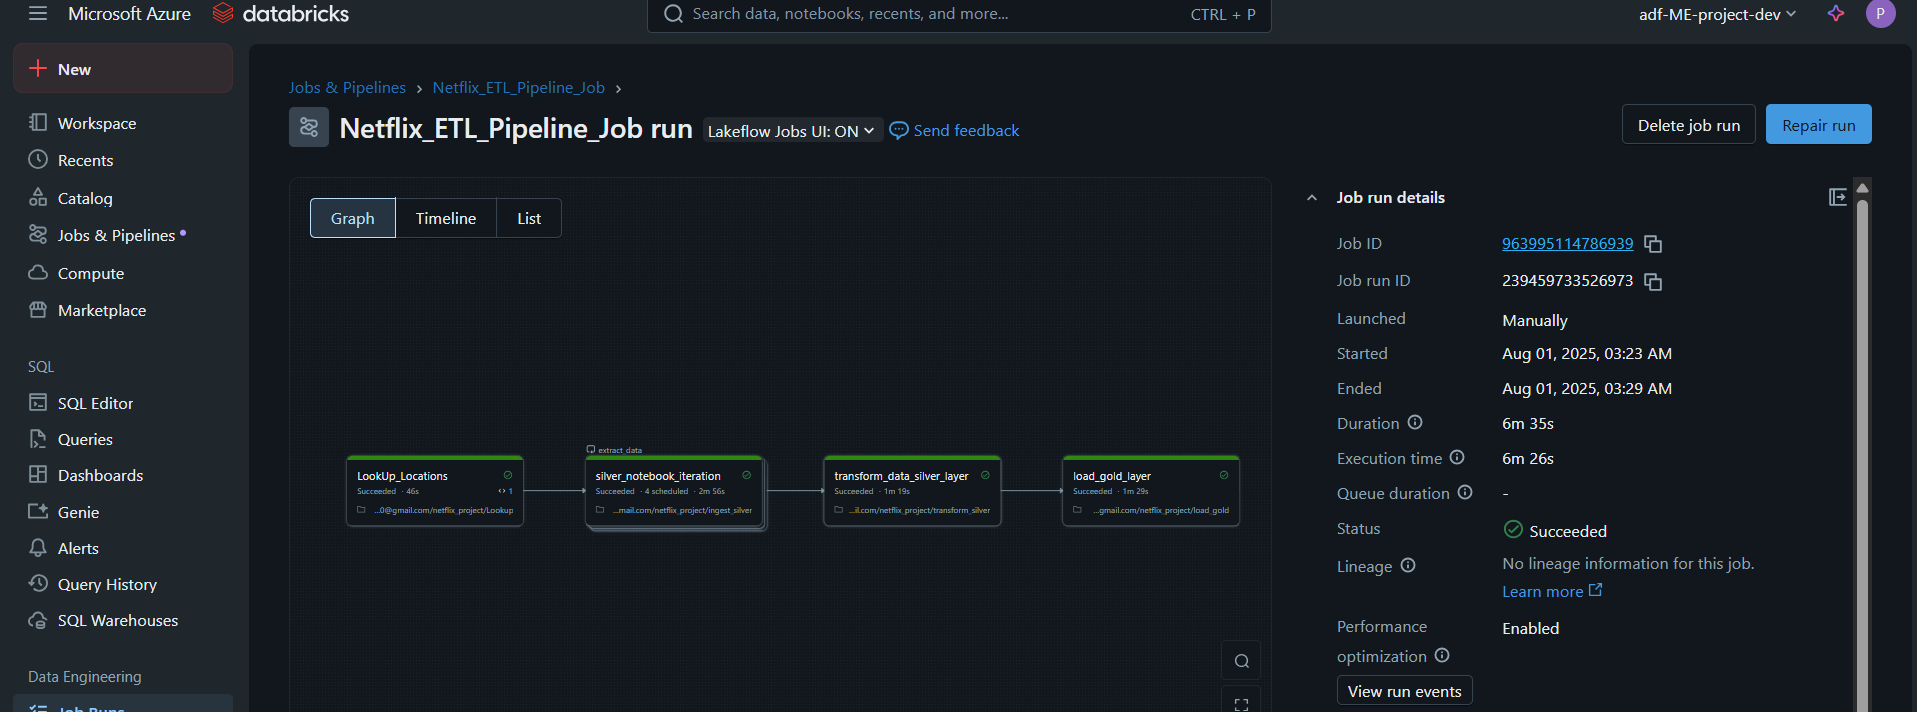 Microsoft Azure databricks
Search data, notebooks, recents, and more... CTRL + P
adf-ME-project-dev P
New
Workspace
Recents
Catalog
Jobs & Pipelines
Compute
Marketplace
SQL
SQL Editor
Queries
Dashboards
Genie
Alerts
Query History
SQL Warehouses
Data Engineering
Job Runs
Jobs & Pipelines › Netflix_ETL_Pipeline_Job ›
Netflix_ETL_Pipeline_Job run Lakeflow Jobs UI: ON Send feedback
Delete job run Repair run
Graph Timeline List
LookUp_Locations
Succeeded · 46s <> 1
...0@gmail.com/netflix_project/Lookup
extract_data
silver_notebook_iteration
Succeeded · 4 scheduled · 2m 56s
...mail.com/netflix_project/ingest_silver
transform_data_silver_layer
Succeeded · 1m 19s
...il.com/netflix_project/transform_silver
load_gold_layer
Succeeded · 1m 29s
...gmail.com/netflix_project/load_gold
Job run details
Job ID 963995114786939
Job run ID 239459733526973
Launched Manually
Started Aug 01, 2025, 03:23 AM
Ended Aug 01, 2025, 03:29 AM
Duration 6m 35s
Execution time 6m 26s
Queue duration -
Status Succeeded
Lineage No lineage information for this job.
Learn more
Performance Enabled
optimization
View run events